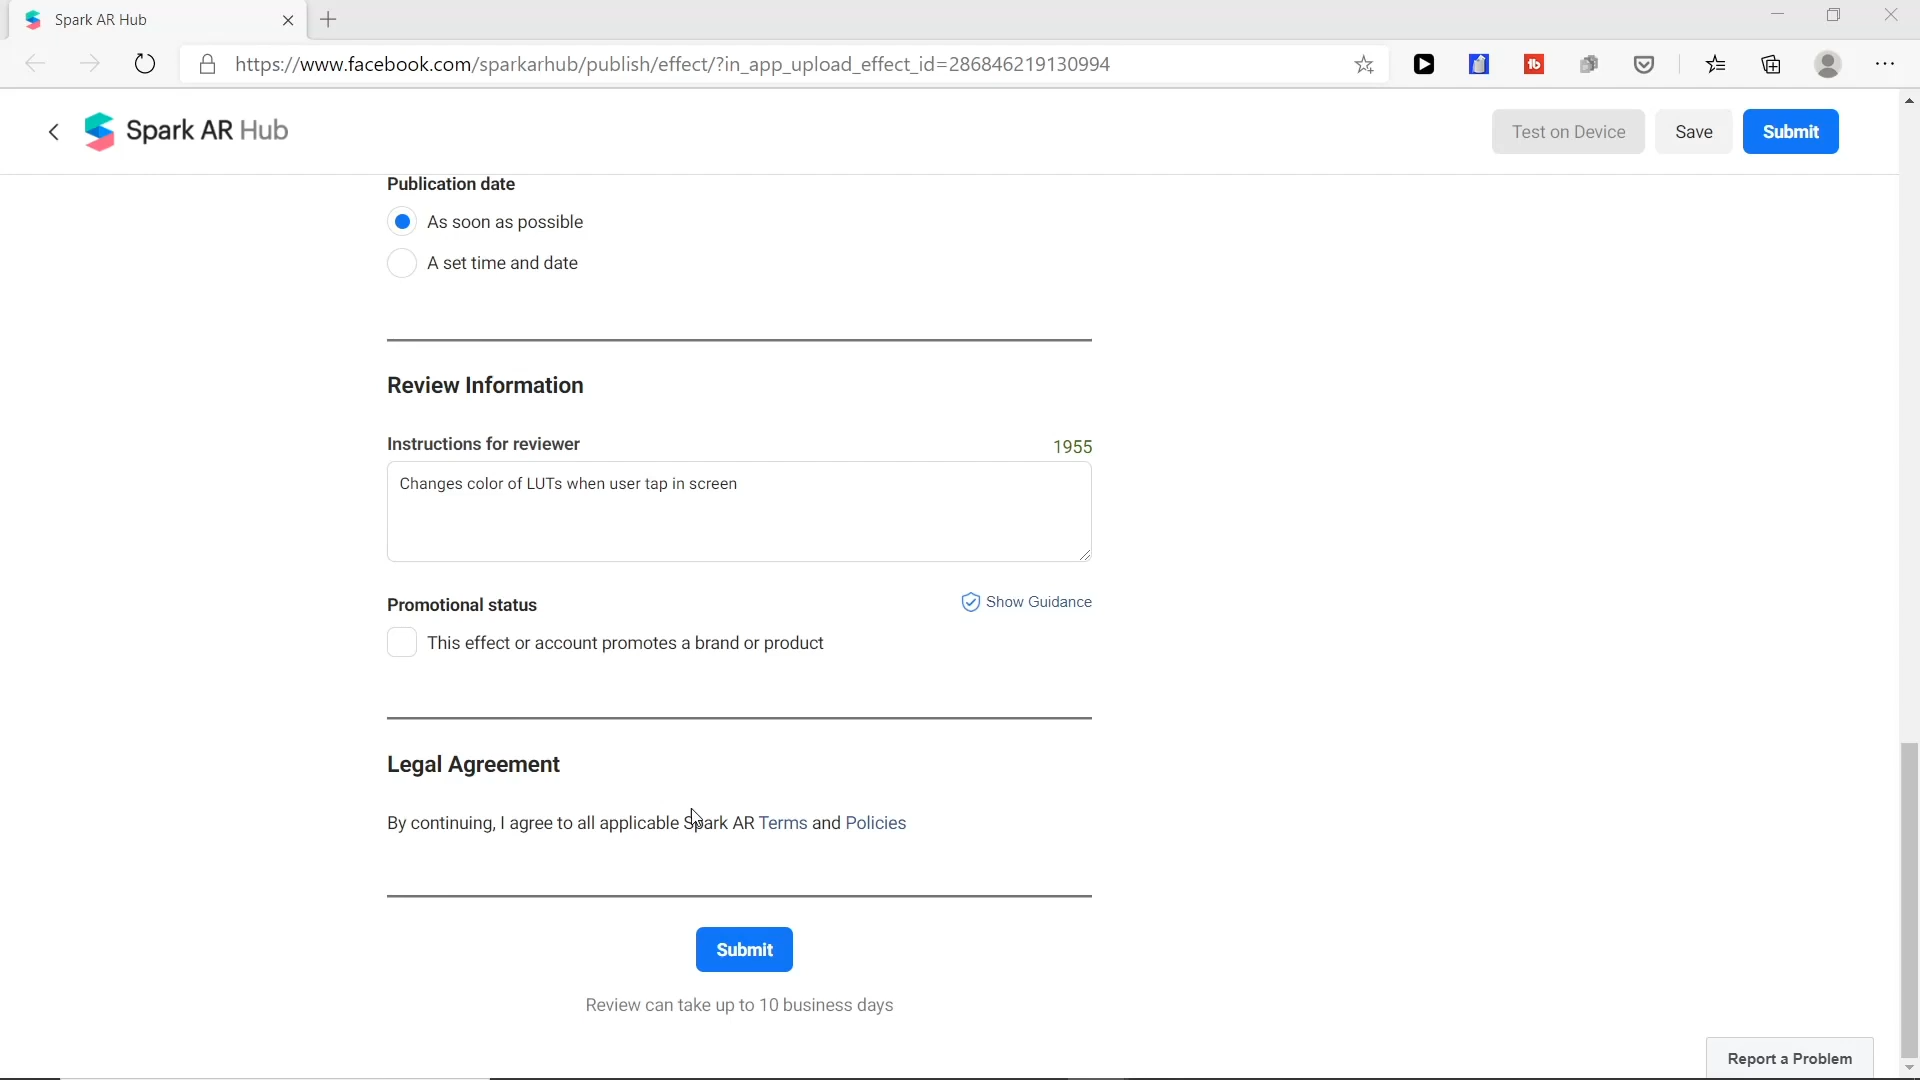 Spark AR Hub
https://www.facebook.com/sparkarhub/publish/effect/?in_app_upload_effect_id=286846219130994
Spark AR Hub
Test on Device
Save
Submit
Publication date
As soon as possible
A set time and date
Review Information
Instructions for reviewer
1955
Changes color of LUTs when user tap in screen
Promotional status
Show Guidance
This effect or account promotes a brand or product
Legal Agreement
By continuing, I agree to all applicable Spark AR Terms and Policies
Submit
Review can take up to 10 business days
Report a Problem